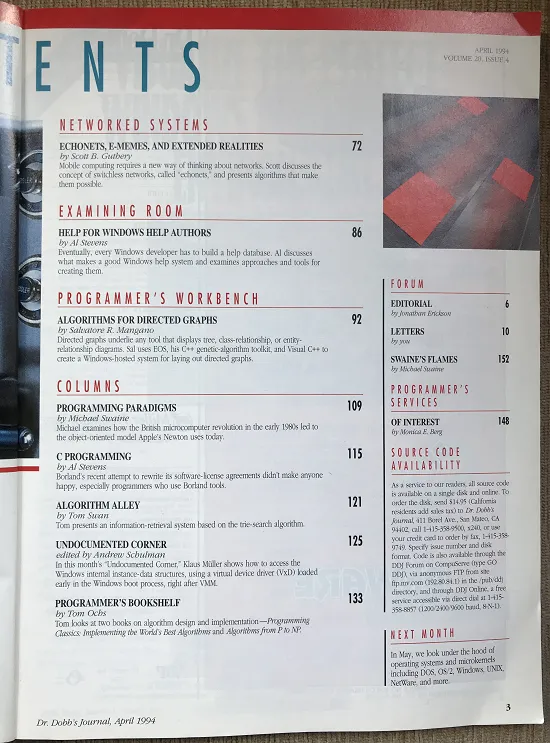 ENTS
APRIL 1994
VOLUME 20, ISSUE 4
NETWORKED SYSTEMS
ECHONETS, E-MEMES, AND EXTENDED REALITIES 72
by Scott B. Guthery
Mobile computing requires a new way of thinking about networks. Scott discusses the
concept of switchless networks, called "echonets," and presents algorithms that make
them possible.
EXAMINING ROOM
HELP FOR WINDOWS HELP AUTHORS 86
by Al Stevens
Eventually, every Windows developer has to build a help database. Al discusses
what makes a good Windows help system and examines approaches and tools for
creating them.
PROGRAMMER'S WORKBENCH
ALGORITHMS FOR DIRECTED GRAPHS 92
by Salvatore R. Mangano
Directed graphs underlie any tool that displays tree, class-relationship, or entity-
relationship diagrams. Sal uses EOS, his C++ genetic-algorithm toolkit, and Visual C++ to
create a Windows-hosted system for laying out directed graphs.
COLUMNS
PROGRAMMING PARADIGMS 109
by Michael Swaine
Michael examines how the British microcomputer revolution in the early 1980s led to
the object-oriented model Apple's Newton uses today.
C PROGRAMMING 115
by Al Stevens
Borland's recent attempt to rewrite its software-license agreements didn't make anyone
happy, especially programmers who use Borland tools.
ALGORITHM ALLEY 121
by Tom Swan
Tom presents an information-retrieval system based on the trie-search algorithm.
UNDOCUMENTED CORNER 125
edited by Andrew Schulman
In this month's "Undocumented Corner," Klaus Müller shows how to access the
Windows internal instance-data structures, using a virtual device driver (VxD) loaded
early in the Windows boot process, right after VMM.
PROGRAMMER'S BOOKSHELF 133
by Tom Ochs
Tom looks at two books on algorithm design and implementation—Programming
Classics: Implementing the World's Best Algorithms and Algorithms from P to NP.
FORUM
EDITORIAL 6
by Jonathan Erickson
LETTERS 10
by you
SWAINE'S FLAMES 152
by Michael Swaine
PROGRAMMER'S
SERVICES
OF INTEREST 148
by Monica E. Berg
SOURCE CODE
AVAILABILITY
As a service to our readers, all source code
is available on a single disk and online. To
order the disk, send $14.95 (California
residents add sales tax) to Dr. Dobb's
Journal, 411 Borel Ave., San Mateo, CA
94402, call 1-415-358-9500, x240, or use
your credit card to order by fax, 1-415-358-
9749. Specify issue number and disk
format. Code is also available through the
DDJ Forum on CompuServe (type GO
DDJ), via anonymous FTP from site
ftp.mv.com (192.80.84.1) in the /pub/ddj
directory, and through DDJ Online, a free
service accessible via direct dial at 1-415-
358-8857 (1200/2400/9600 baud, 8-N-1).
NEXT MONTH
In May, we look under the hood of
operating systems and microkernels
including DOS, OS/2, Windows, UNIX,
NetWare, and more.
3
Dr. Dobb's Journal, April 1994